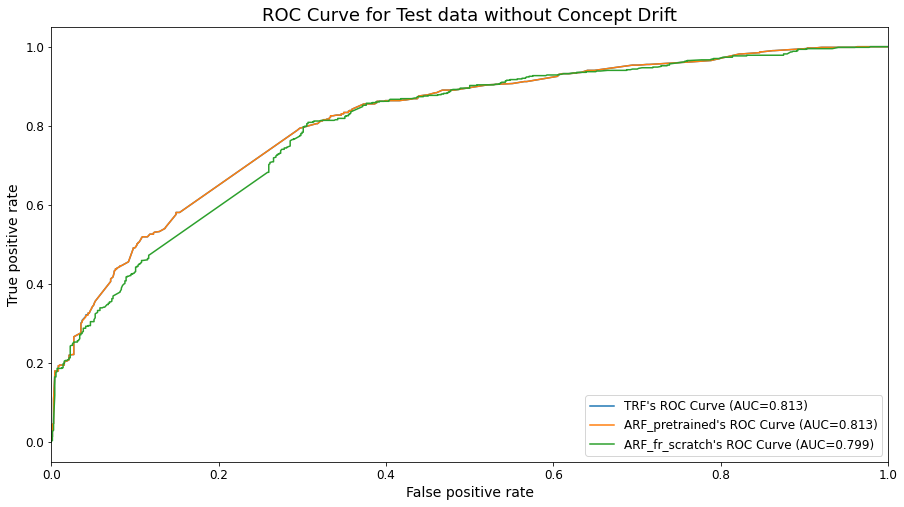 ROC Curve for Test data without Concept Drift
True positive rate
1.0
0.8
0.6
0.4
0.2
0.0
TRF's ROC Curve (AUC=0.813)
ARF_pretrained's ROC Curve (AUC=0.813)
ARF_fr_scratch's ROC Curve (AUC=0.799)
0.0 0.2 0.4 0.6 0.8 1.0
False positive rate